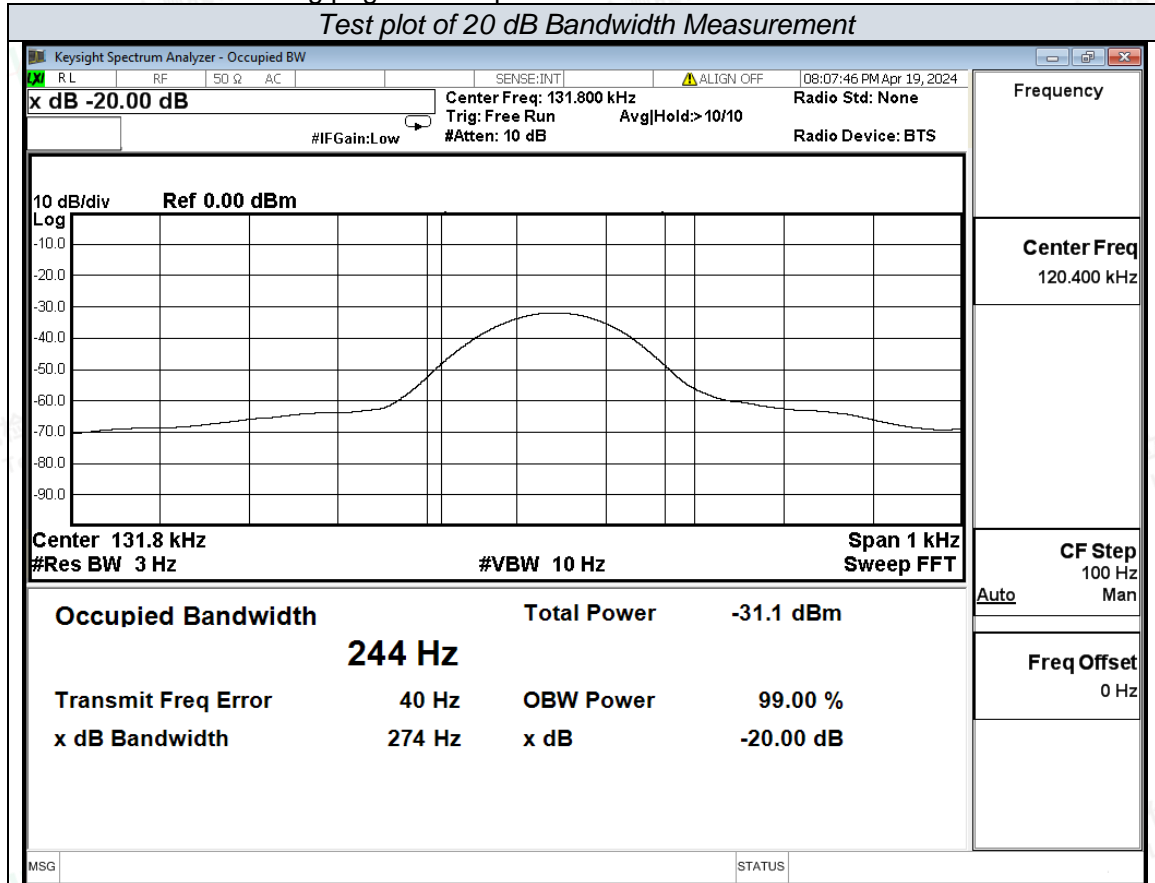 Test plot of 20 dB Bandwidth Measurement
Keysight Spectrum Analyzer - Occupied BW
LXI RL RF 50 Ω AC SENSE:INT ALIGN OFF 08:07:46 PM Apr 19, 2024
x dB -20.00 dB
Center Freq: 131.800 kHz
Radio Std: None
Trig: Free Run Avg|Hold:> 10/10
#IFGain:Low #Atten: 10 dB Radio Device: BTS
10 dB/div Ref 0.00 dBm
Log
-10.0
-20.0
-30.0
-40.0
-50.0
-60.0
-70.0
-80.0
-90.0
Center 131.8 kHz Span 1 kHz
#Res BW 3 Hz #VBW 10 Hz Sweep FFT
Occupied Bandwidth Total Power -31.1 dBm
244 Hz
Transmit Freq Error 40 Hz OBW Power 99.00 %
x dB Bandwidth 274 Hz x dB -20.00 dB
MSG STATUS
Frequency
Center Freq
120.400 kHz
CF Step
100 Hz
Auto Man
Freq Offset
0 Hz